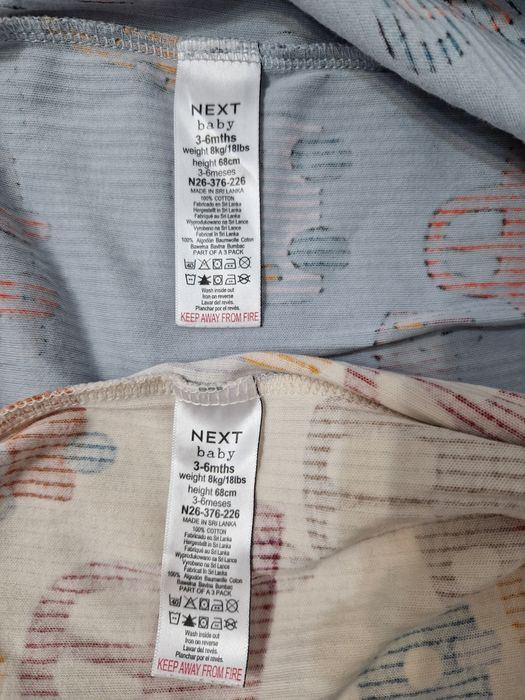 NEXT
baby
3-6mths
weight 8kg/18lbs
height 68cm
3-6meses
N26-376-226
MADE IN SRI LANKA
100% COTTON
Fabricado en Sri Lanka
Hergestellt in Sri Lanka
Fabriqué au Sri Lanka
Wyprodukowano na Sri Lanka
Vyrobeno na Sri Lance
Fabricat în Sri Lanka
100% Algodón Baumwolle Coton
Bawełna Bavlna Bumbac
PART OF A 3 PACK
40
Wash inside out
Iron on reverse
Lavar del revés.
Planchar por el revés.
KEEP AWAY FROM FIRE
NEXT
baby
3-6mths
weight 8kg/18lbs
height 68cm
3-6meses
N26-376-226
MADE IN SRI LANKA
100% COTTON
Fabricado en Sri Lanka
Hergestellt in Sri Lanka
Fabriqué au Sri Lanka
Wyprodukowano na Sri Lanka
Vyrobeno na Sri Lance
Fabricat în Sri Lanka
100% Algodón Baumwolle Coton
Bawełna Bavlna Bumbac
PART OF A 3 PACK
40
Wash inside out
Iron on reverse
Lavar del revés.
Planchar por el revés.
KEEP AWAY FROM FIRE